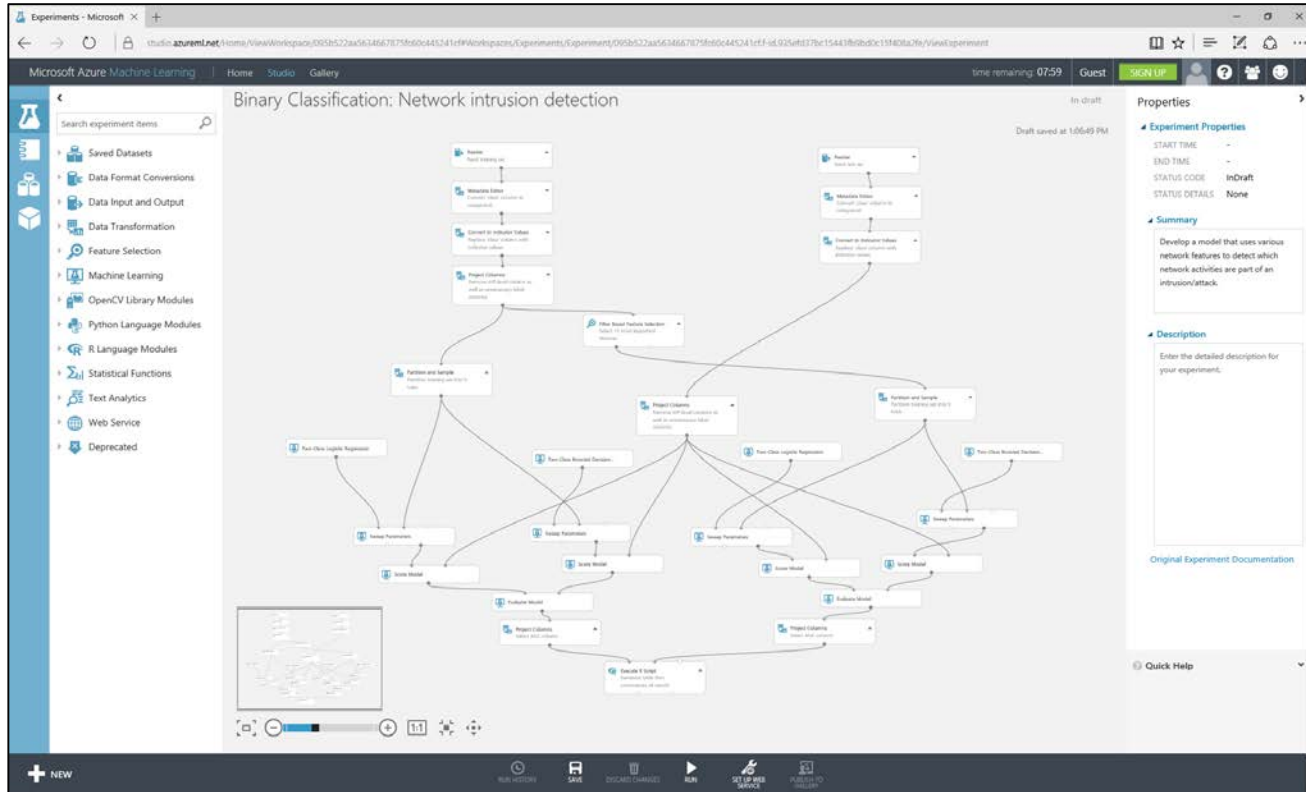 Experiments - Microsoft
Microsoft Azure Machine Learning
Home
Studio
Gallery
time remaining: 07:59
Guest
SIGN UP
Search experiment items
Saved Datasets
Data Format Conversions
Data Input and Output
Data Transformation
Feature Selection
Machine Learning
OpenCV Library Modules
Python Language Modules
R Language Modules
Statistical Functions
Text Analytics
Web Service
Deprecated
NEW
Binary Classification: Network intrusion detection
In draft
Draft saved at 1:06:49 PM
Metadata Editor
Metadata Editor
Convert to Indicator Values
Convert to Indicator Values
Project Columns
Filter Based Feature Selection
Partition and Sample
Project Columns
Partition and Sample
Two-Class Logistic Regression
Two-Class Boosted Decision...
Two-Class Logistic Regression
Two-Class Boosted Decision...
Sweep Parameters
Sweep Parameters
Sweep Parameters
Sweep Parameters
Score Model
Score Model
Score Model
Score Model
Evaluate Model
Evaluate Model
Project Columns
Project Columns
Execute R Script
1:1
RUN HISTORY
SAVE
DISCARD CHANGES
RUN
SET UP WEB
SERVICE
PUBLISH TO
GALLERY
Properties
Experiment Properties
START TIME -
END TIME -
STATUS CODE InDraft
STATUS DETAILS None
Summary
Develop a model that uses various
network features to detect which
network activities are part of an
intrusion/attack.
Description
Enter the detailed description for
your experiment.
Original Experiment Documentation
Quick Help